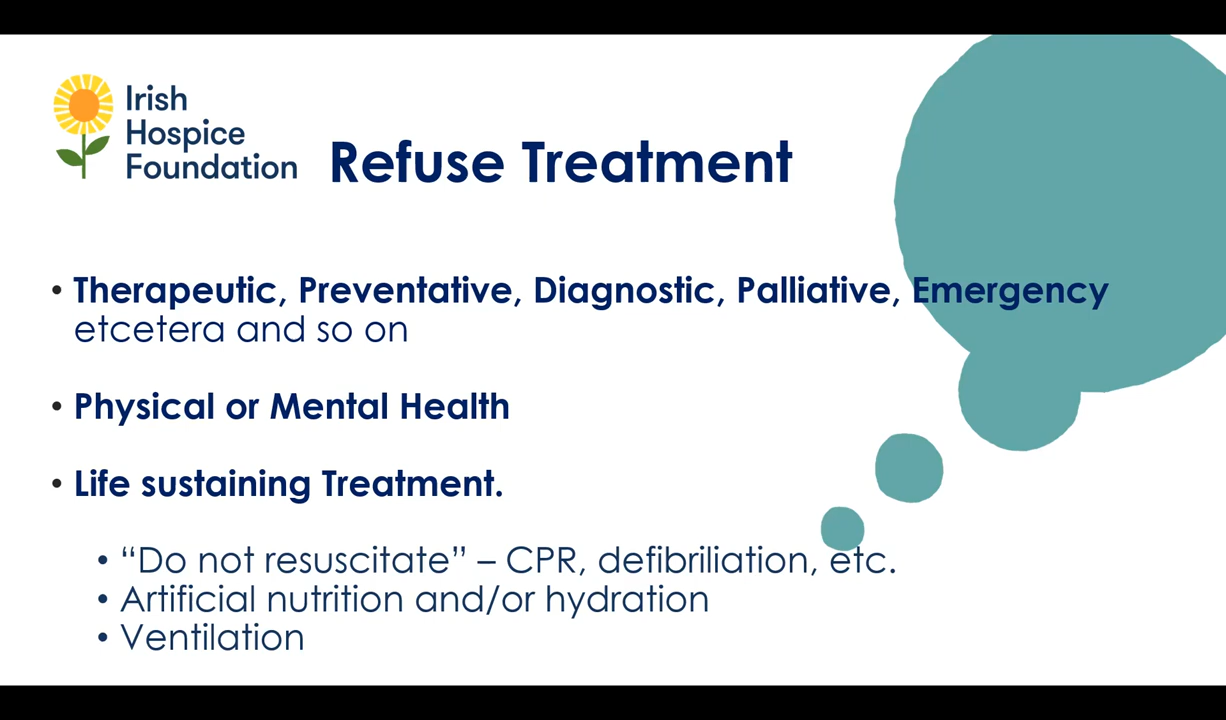 Irish
Hospice
Foundation
Refuse Treatment
• Therapeutic, Preventative, Diagnostic, Palliative, Emergency
etcetera and so on
• Physical or Mental Health
• Life sustaining Treatment.
• “Do not resuscitate” – CPR, defibriliation, etc.
• Artificial nutrition and/or hydration
• Ventilation